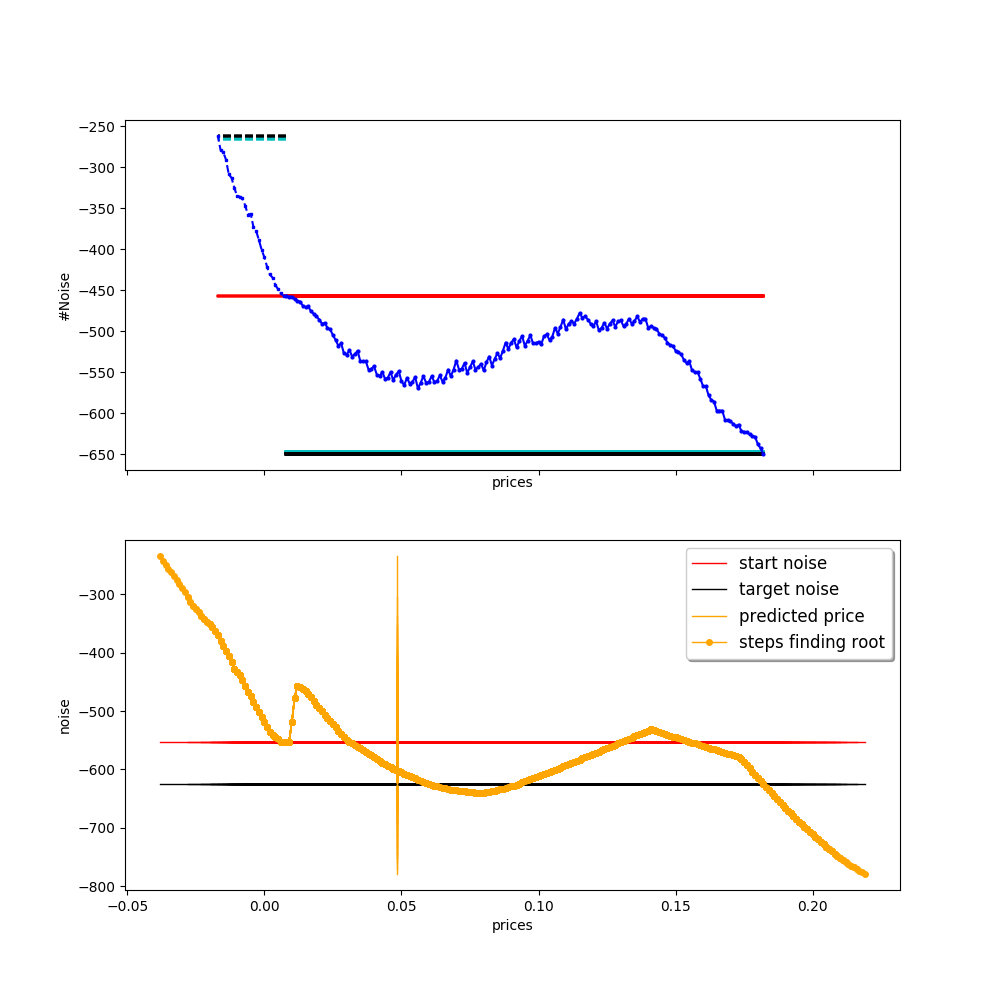 −250
−300
−350
−400
−450
−500
−550
−600
−650
#Noise
prices
−300
−400
−500
−600
−700
−800
noise
start noise
target noise
predicted price
steps finding root
−0.05 0.00 0.05 0.10 0.15 0.20
prices